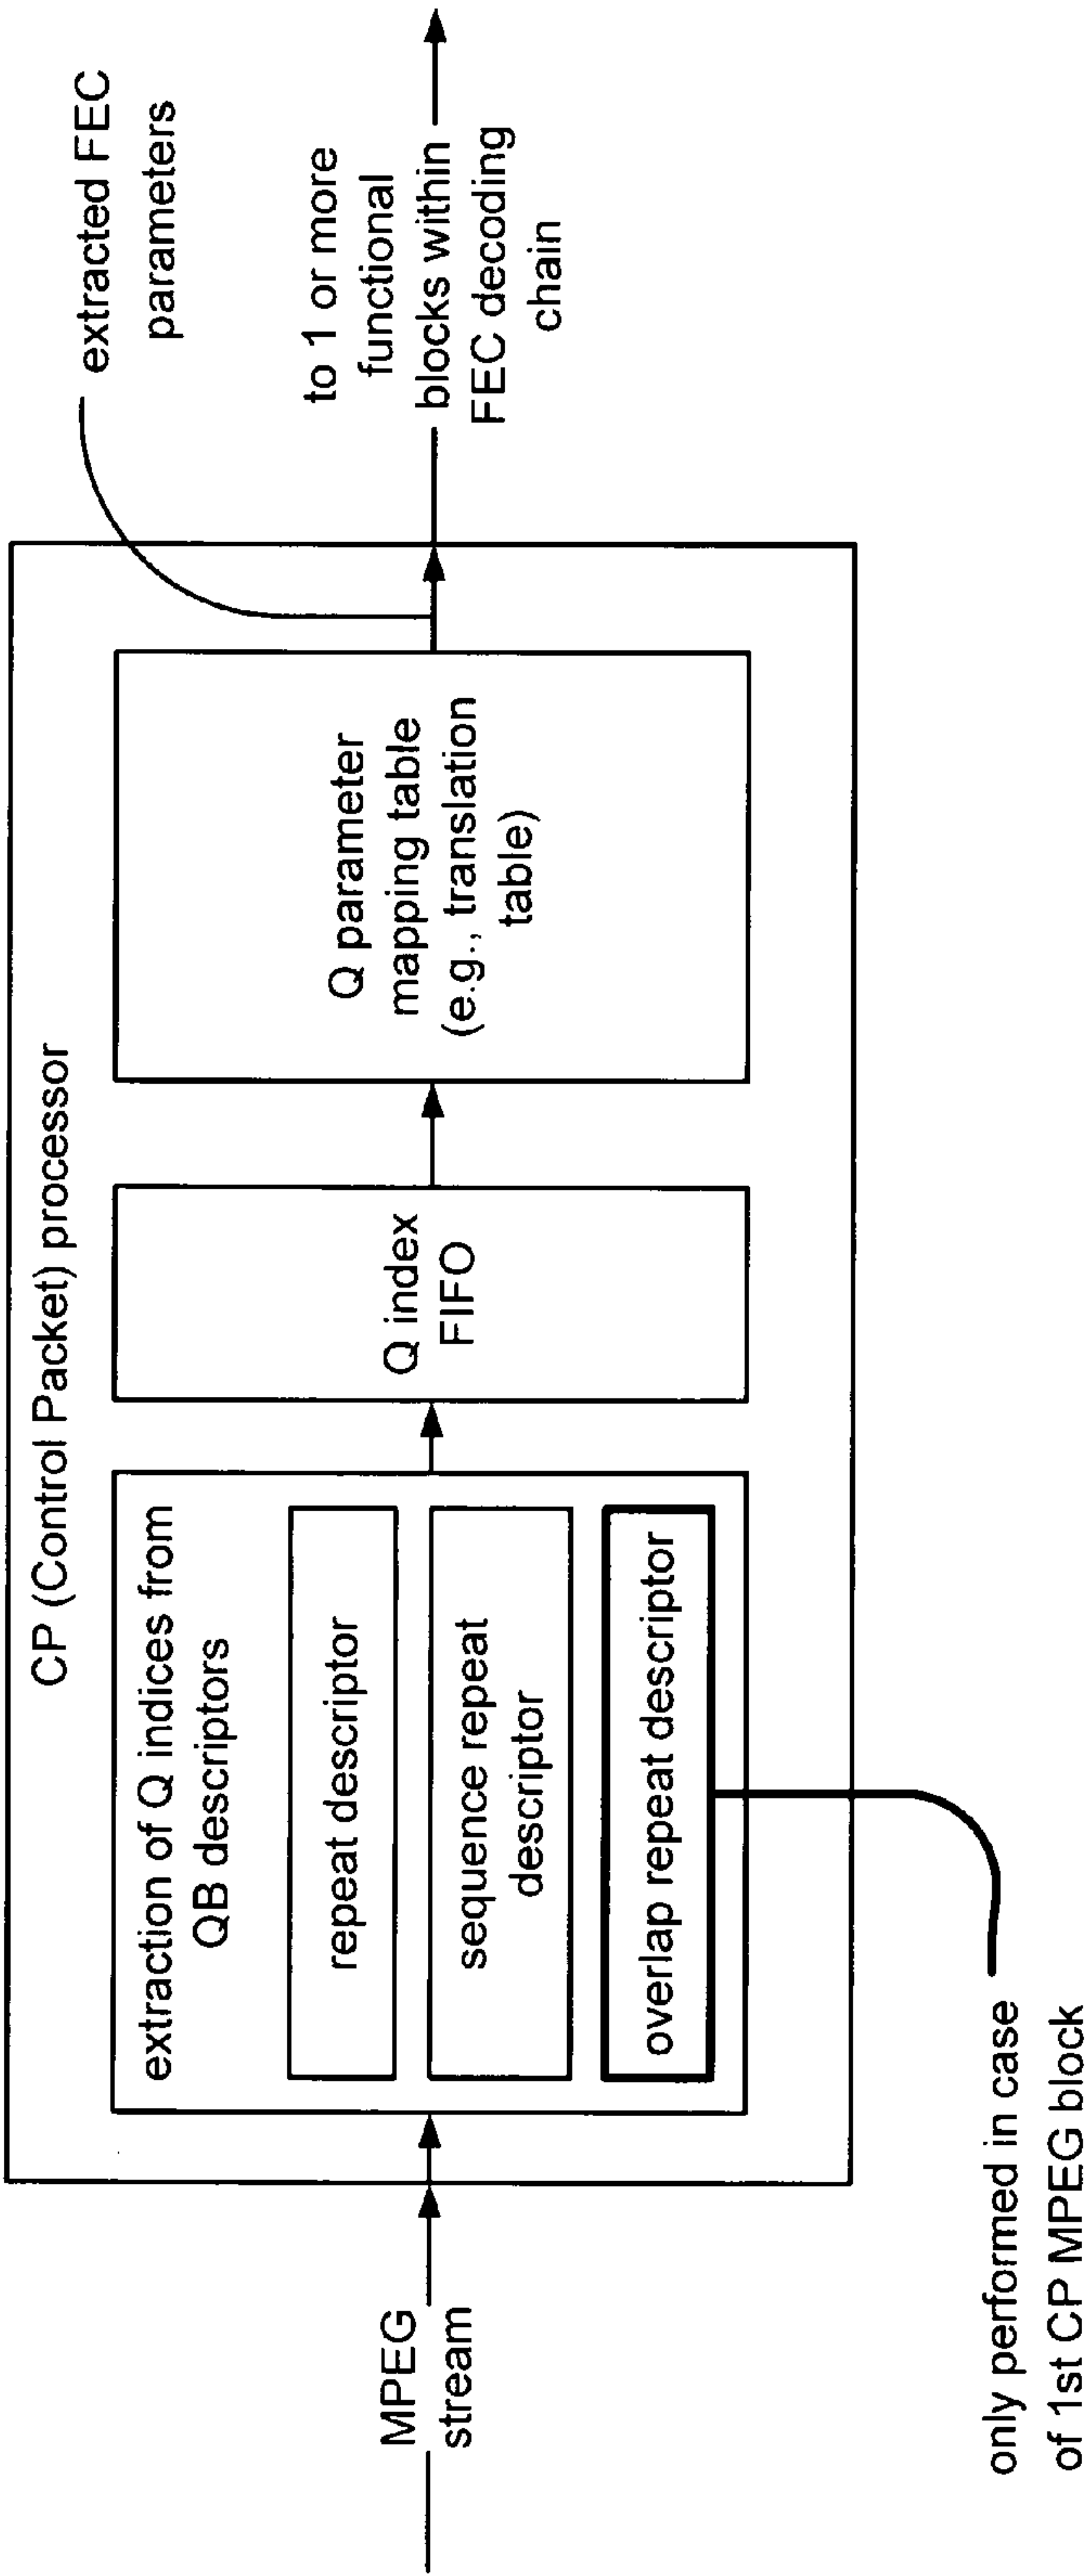 CP (Control Packet) processor
MPEG
stream
extraction of Q indices from
QB descriptors
repeat descriptor
sequence repeat
descriptor
overlap repeat descriptor
Q index
FIFO
Q parameter
mapping table
(e.g., translation
table)
extracted FEC
parameters
to 1 or more
functional
blocks within
FEC decoding
chain
only performed in case
of 1st CP MPEG block